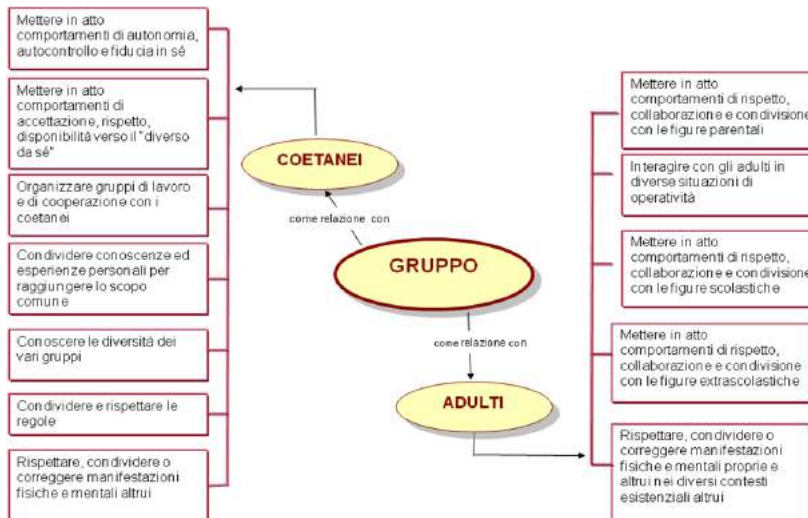 Mettere in atto
comportamenti di autonomia,
autocontrollo e fiducia in sé
Mettere in atto
comportamenti di
accettazione, rispetto,
disponibilità verso il "diverso
da sé"
Organizzare gruppi di lavoro
e di cooperazione con i
coetanei
Condividere conoscenze ed
esperienze personali per
raggiungere lo scopo
comune
Conoscere le diversità dei
vari gruppi
Condividere e rispettare le
regole
Rispettare, condividere o
correggere manifestazioni
fisiche e mentali altrui
COETANEI
come relazione con
GRUPPO
come relazione con
ADULTI
Mettere in atto
comportamenti di rispetto,
collaborazione e condivisione
con le figure parentali
Interagire con gli adulti in
diverse situazioni di
operatività
Mettere in atto
comportamenti di rispetto,
collaborazione e condivisione
con le figure scolastiche
Mettere in atto
comportamenti di rispetto,
collaborazione e condivisione
con le figure extrascolastiche
Rispettare, condividere o
correggere manifestazioni
fisiche e mentali proprie e
altrui nei diversi contesti
esistenziali altrui